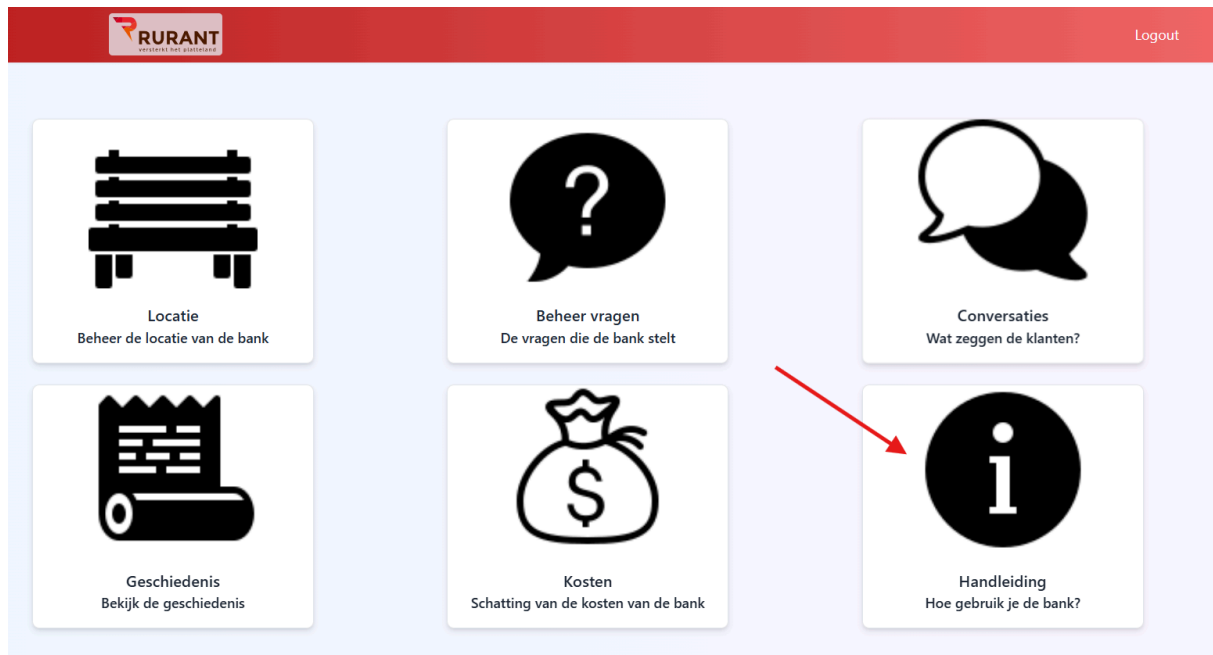 RURANT
versterkt het platteland
Logout
?
Locatie
Beheer de locatie van de bank
Beheer vragen
De vragen die de bank stelt
Conversaties
Wat zeggen de klanten?
$
i
Geschiedenis
Bekijk de geschiedenis
Kosten
Schatting van de kosten van de bank
Handleiding
Hoe gebruik je de bank?